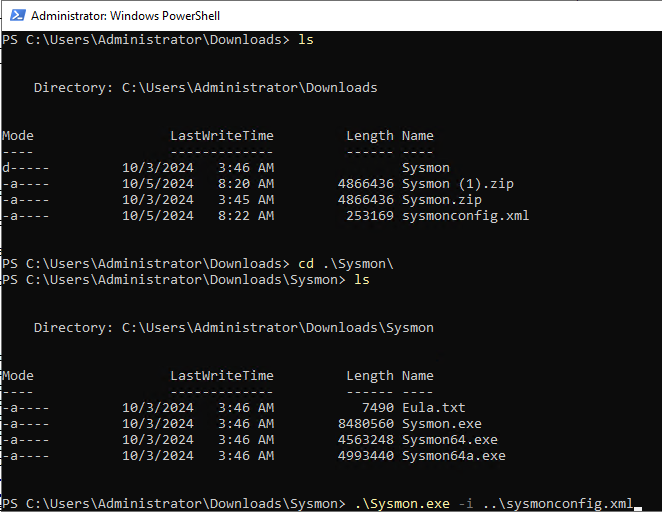 Administrator: Windows PowerShell
PS C:\Users\Administrator\Downloads> ls
Directory: C:\Users\Administrator\Downloads
Mode                 LastWriteTime         Length Name
----                 -------------         ------ ----
d-----         10/3/2024   3:46 AM                Sysmon
-a----         10/5/2024   8:20 AM        4866436 Sysmon (1).zip
-a----         10/3/2024   3:45 AM        4866436 Sysmon.zip
-a----         10/5/2024   8:22 AM         253169 sysmonconfig.xml
PS C:\Users\Administrator\Downloads> cd .\Sysmon\
PS C:\Users\Administrator\Downloads\Sysmon> ls
Directory: C:\Users\Administrator\Downloads\Sysmon
Mode                 LastWriteTime         Length Name
----                 -------------         ------ ----
-a----         10/3/2024   3:46 AM           7490 Eula.txt
-a----         10/3/2024   3:46 AM        8480560 Sysmon.exe
-a----         10/3/2024   3:46 AM        4563248 Sysmon64.exe
-a----         10/3/2024   3:46 AM        4993440 Sysmon64a.exe
PS C:\Users\Administrator\Downloads\Sysmon> .\Sysmon.exe -i ..\sysmonconfig.xml